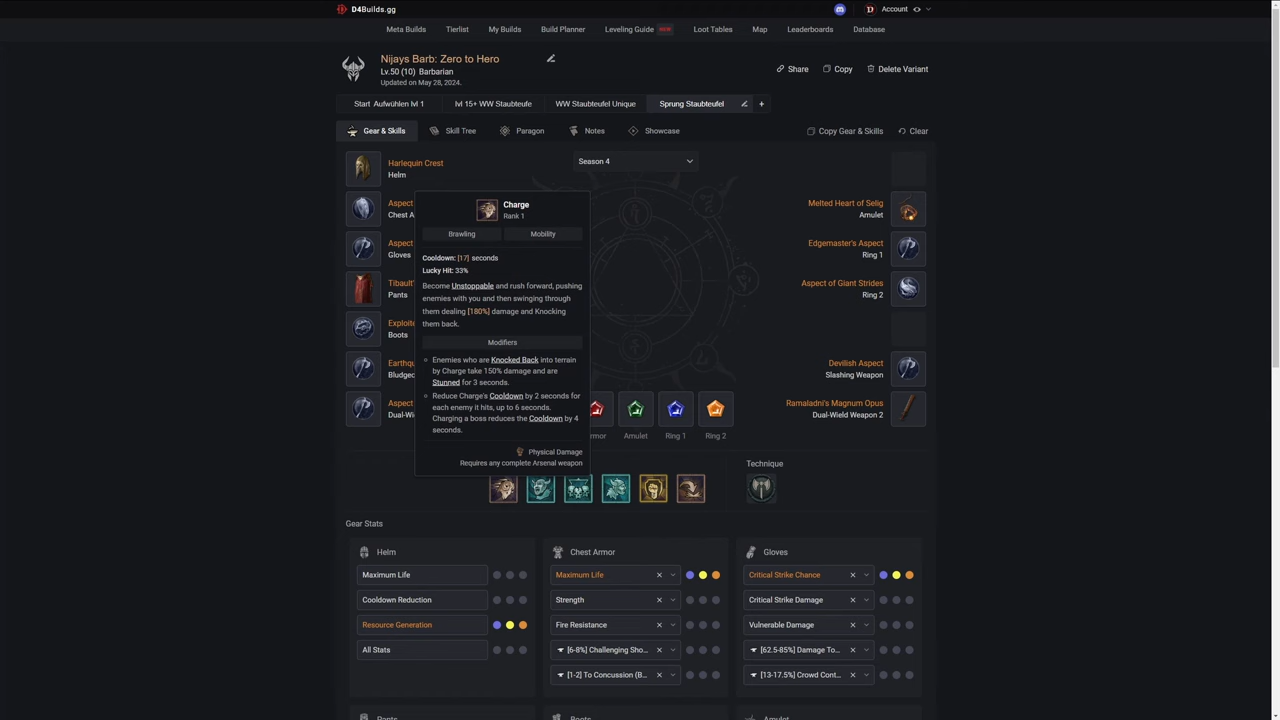 D4Builds.gg
Account
Meta Builds
Tierlist
My Builds
Build Planner
Leveling Guide NEW
Loot Tables
Map
Leaderboards
Database
Nijays Barb: Zero to Hero
Lv.50 (10) Barbarian
Updated on May 28, 2024.
Share
Copy
Delete Variant
Start Aufwühlen lvl 1
lvl 15+ WW Staubteufe
WW Staubteufel Unique
Sprung Staubteufel
+
Gear & Skills
Skill Tree
Paragon
Notes
Showcase
Copy Gear & Skills
Clear
Harlequin Crest
Helm
Season 4
Aspect
Chest A
Melted Heart of Selig
Amulet
Aspect
Gloves
Edgemaster's Aspect
Ring 1
Tibault'
Pants
Aspect of Giant Strides
Ring 2
Exploite
Boots
Earthqu
Bludgeo
Devilish Aspect
Slashing Weapon
Aspect
Dual-Wi
Ramaladni's Magnum Opus
Dual-Wield Weapon 2
Charge
Rank 1
Brawling
Mobility
Cooldown: [17] seconds
Lucky Hit: 33%
Become Unstoppable and rush forward, pushing
enemies with you and then swinging through
them dealing [180%] damage and Knocking
them back.
Modifiers
Enemies who are Knocked Back into terrain
by Charge take 150% damage and are
Stunned for 3 seconds.
Reduce Charge's Cooldown by 2 seconds for
each enemy it hits, up to 6 seconds.
Charging a boss reduces the Cooldown by 4
seconds.
Physical Damage
Requires any complete Arsenal weapon
rmor
Amulet
Ring 1
Ring 2
Technique
Gear Stats
Helm
Maximum Life
Cooldown Reduction
Resource Generation
All Stats
Chest Armor
Maximum Life
Strength
Fire Resistance
[6-8%] Challenging Sho...
[1-2] To Concussion (B...
Gloves
Critical Strike Chance
Critical Strike Damage
Vulnerable Damage
[62.5-85%] Damage To...
[13-17.5%] Crowd Cont...